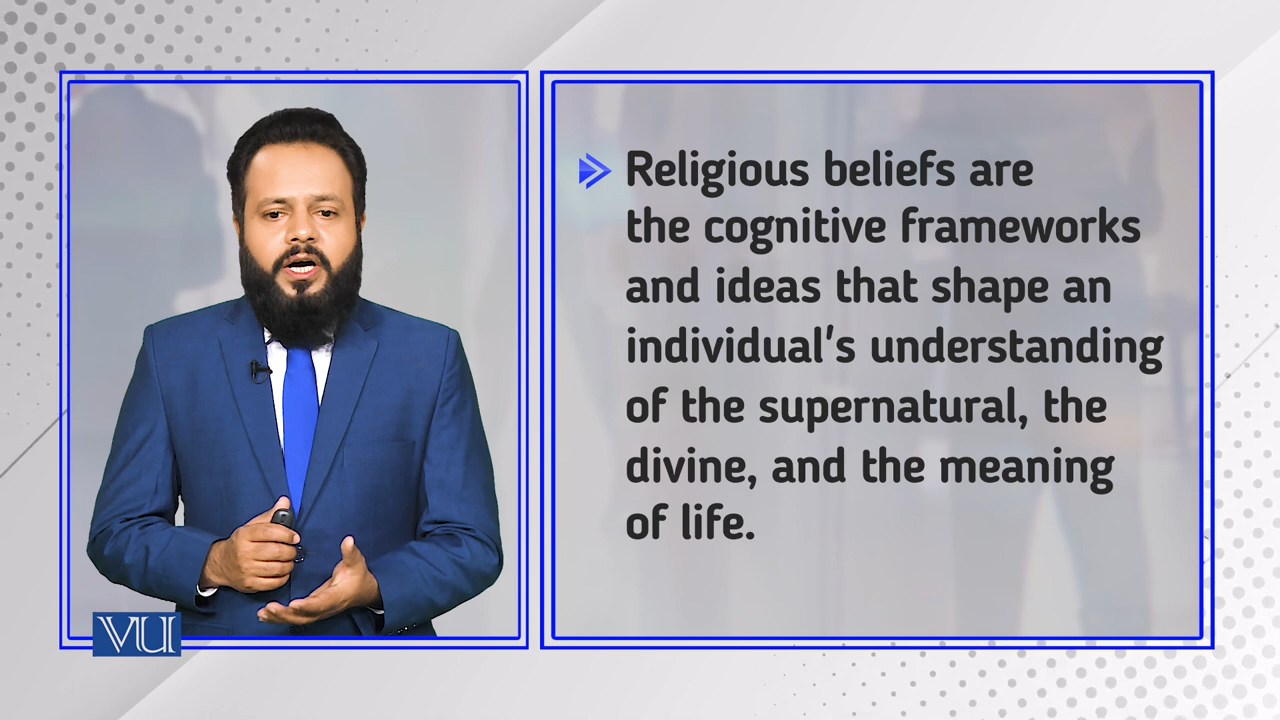 Religious beliefs are
the cognitive frameworks
and ideas that shape an
individual's understanding
of the supernatural, the
divine, and the meaning
of life.
VU